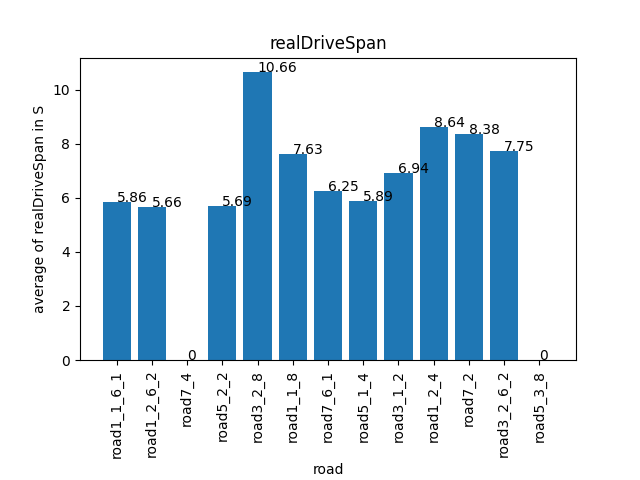 realDriveSpan
average of realDriveSpan in S
10
8
6
4
2
0
5.86
5.66
0
5.69
10.66
7.63
6.25
5.89
6.94
8.64
8.38
7.75
0
road1_1_6_1
road1_2_6_2
road7_4
road5_2_2
road3_2_8
road1_1_8
road7_6_1
road5_1_4
road3_1_2
road1_2_4
road7_2
road3_2_6_2
road5_3_8
road